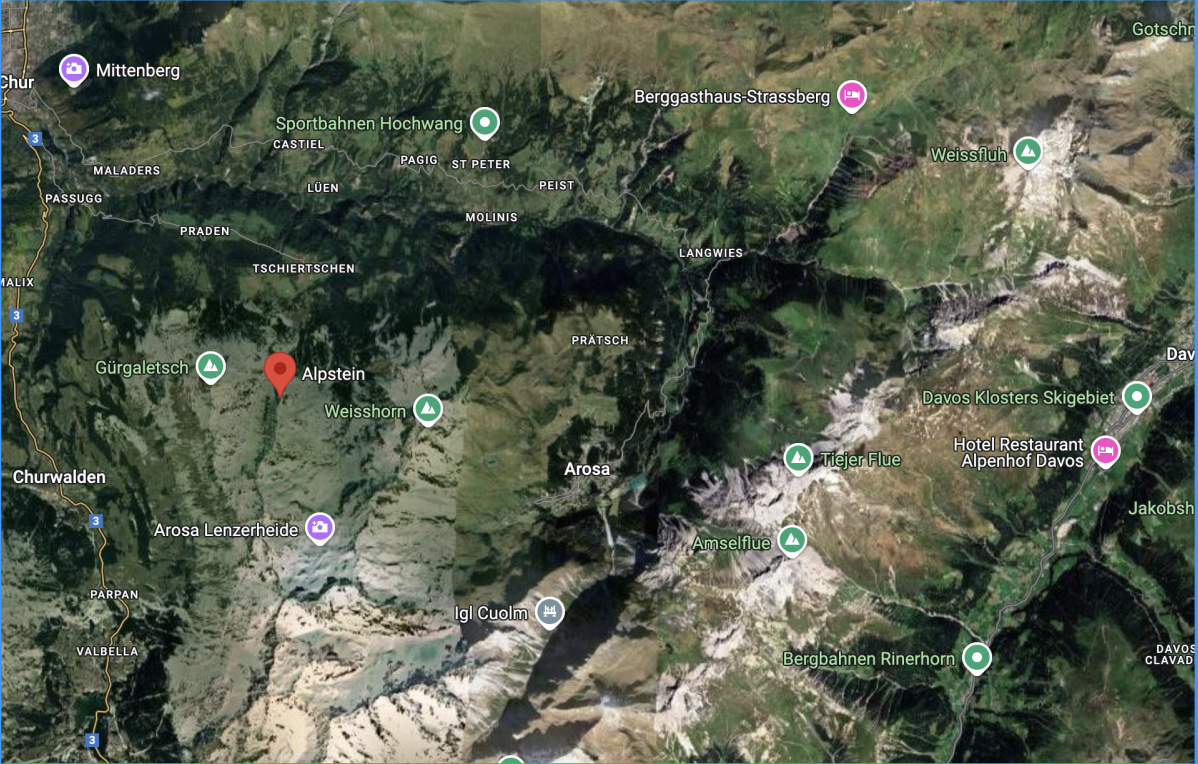 Gotschn
Mittenberg
Chur
Berggasthaus-Strassberg
Sportbahnen Hochwang
3
CASTIEL
Weissfluh
PAGIG
ST PETER
MALADERS
PEIST
LÜEN
PASSUGG
MOLINIS
PRADEN
LANGWIES
TSCHIERTSCHEN
MALIX
3
PRÄTSCH
Dav
Gürgaletsch
Alpstein
Davos Klosters Skigebiet
Weisshorn
Hotel Restaurant
Alpenhof Davos
Tiejer Flue
Arosa
Churwalden
Jakobsh
3
Arosa Lenzerheide
Amselflue
PARPAN
Igl Cuolm
VALBELLA
DAVOS
CLAVAD
Bergbahnen Rinerhorn
3